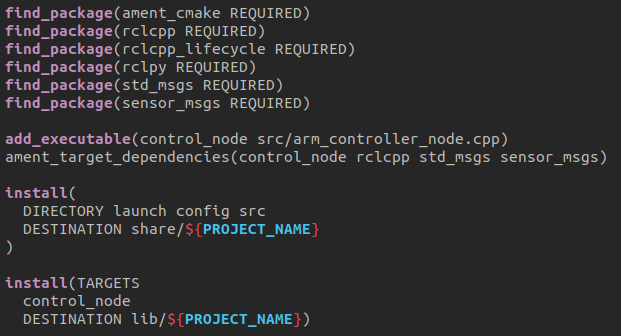 find_package(ament_cmake REQUIRED)
find_package(rclcpp REQUIRED)
find_package(rclcpp_lifecycle REQUIRED)
find_package(rclpy REQUIRED)
find_package(std_msgs REQUIRED)
find_package(sensor_msgs REQUIRED)
add_executable(control_node src/arm_controller_node.cpp)
ament_target_dependencies(control_node rclcpp std_msgs sensor_msgs)
install(
  DIRECTORY launch config src
  DESTINATION share/${PROJECT_NAME}
)
install(TARGETS
  control_node
  DESTINATION lib/${PROJECT_NAME})